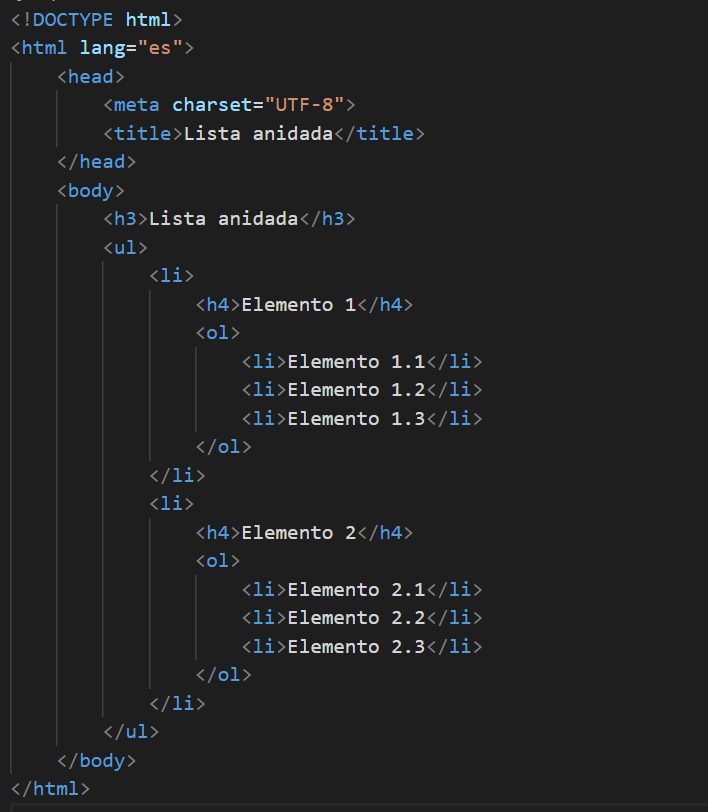 <!DOCTYPE html>
<html lang="es">
    <head>
        <meta charset="UTF-8">
        <title>Lista anidada</title>
    </head>
    <body>
        <h3>Lista anidada</h3>
        <ul>
            <li>
                <h4>Elemento 1</h4>
                <ol>
                    <li>Elemento 1.1</li>
                    <li>Elemento 1.2</li>
                    <li>Elemento 1.3</li>
                </ol>
            </li>
            <li>
                <h4>Elemento 2</h4>
                <ol>
                    <li>Elemento 2.1</li>
                    <li>Elemento 2.2</li>
                    <li>Elemento 2.3</li>
                </ol>
            </li>
        </ul>
    </body>
</html>